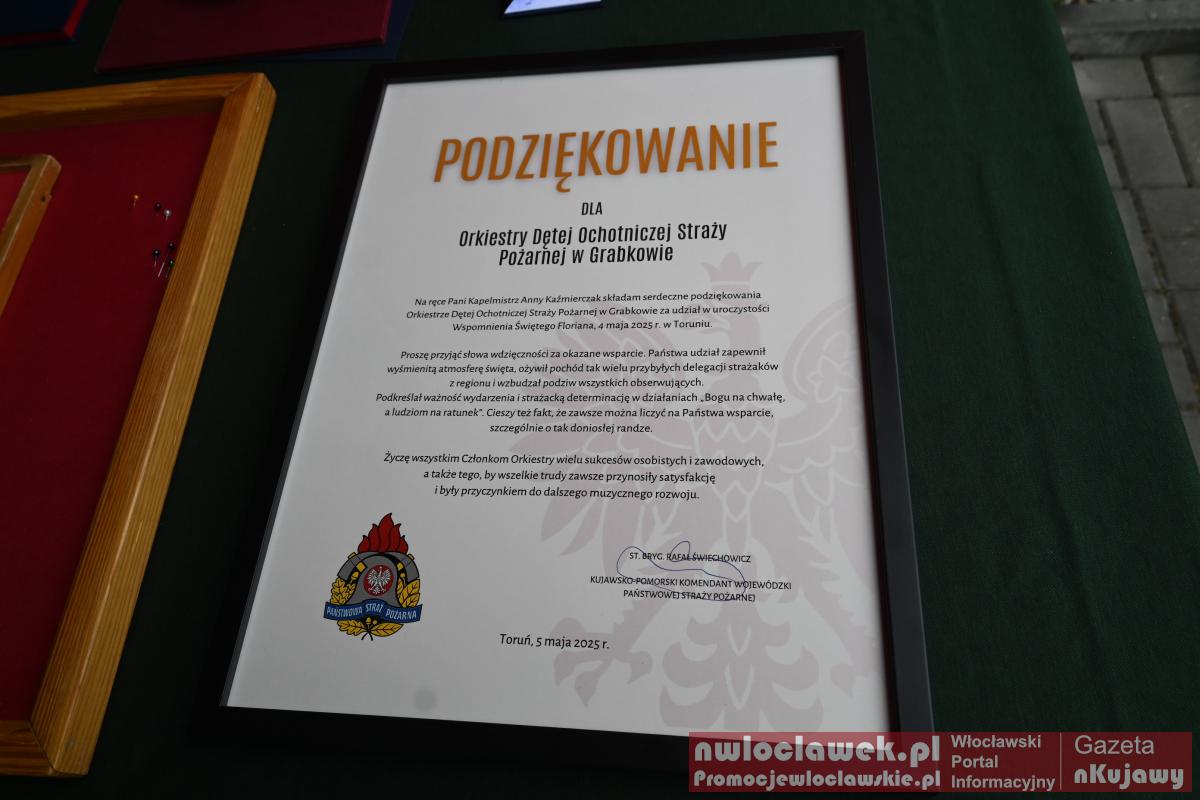 PODZIĘKOWANIE
DLA
Orkiestry Dętej Ochotniczej Straży
Pożarnej w Grabkowie
Na ręce Pani Kapelmistrz Anny Kaźmierczak składam serdeczne podziękowania
Orkiestrze Dętej Ochotniczej Straży Pożarnej w Grabkowie za udział w uroczystości
Wspomnienia Świętego Floriana, 4 maja 2025 r. w Toruniu.
Proszę przyjąć słowa wdzięczności za okazane wsparcie. Państwa udział zapewnił
wyśmienitą atmosferę święta, ożywił pochód tak wielu przybyłych delegacji strażaków
z regionu i wzbudzał podziw wszystkich obserwujących.
Podkreślał ważność wydarzenia i strażacką determinację w działaniach „Bogu na chwałę,
a ludziom na ratunek”. Cieszy też fakt, że zawsze można liczyć na Państwa wsparcie,
szczególnie o tak doniosłej randze.
Życzę wszystkim Członkom Orkiestry wielu sukcesów osobistych i zawodowych,
a także tego, by wszelkie trudy zawsze przynosiły satysfakcję
i były przyczynkiem do dalszego muzycznego rozwoju.
ST. BRYG. RAFAŁ ŚWIECHOWICZ
KUJAWSKO-POMORSKI KOMENDANT WOJEWÓDZKI
PAŃSTWOWEJ STRAŻY POŻARNEJ
PAŃSTWOWA STRAŻ POŻARNA
Toruń, 5 maja 2025 r.
nwloclawek.pl
Promocjewloclawskie.pl
Włocławski
Portal
Informacyjny
Gazeta
nKujawy